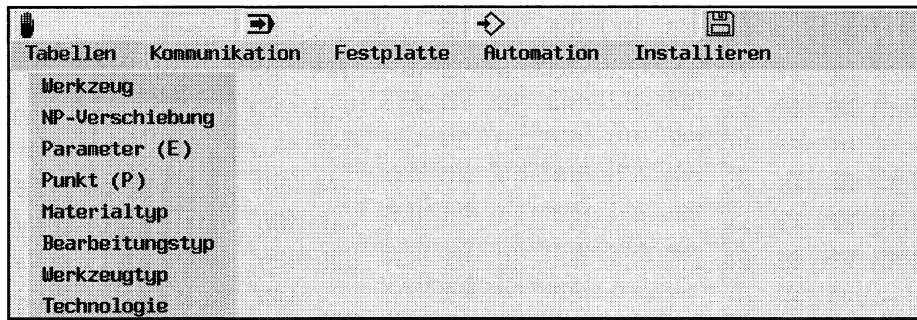 Tabellen Kommunikation Festplatte Automation Installieren
Werkzeug
NP-Verschiebung
Parameter (E)
Punkt (P)
Materialtyp
Bearbeitungstyp
Werkzeugtyp
Technologie